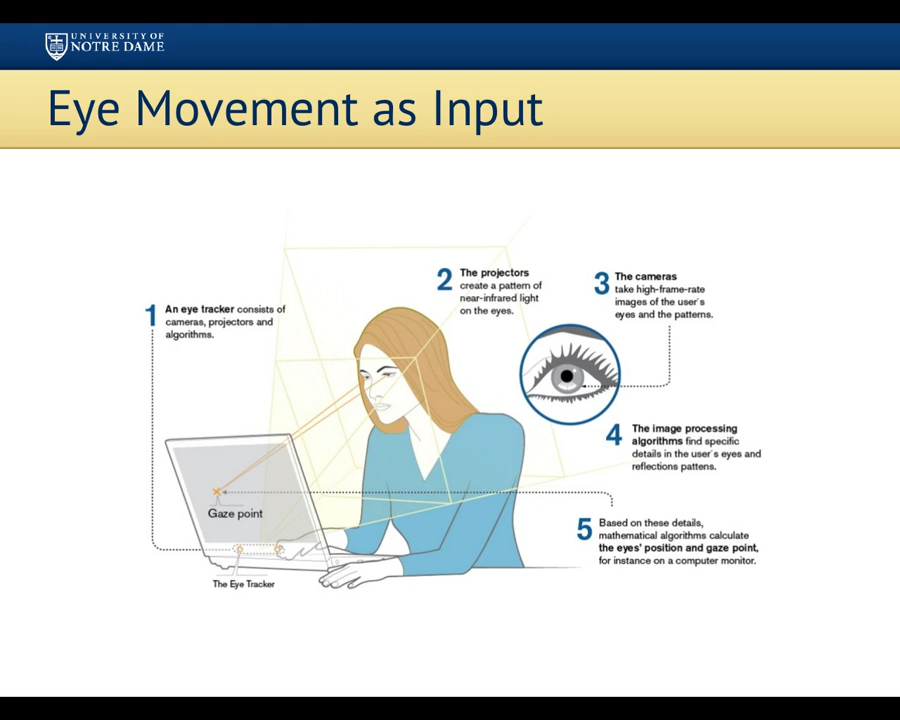 UNIVERSITY OF
NOTRE DAME
Eye Movement as Input
1 An eye tracker consists of
cameras, projectors and
algorithms.
2 The projectors
create a pattern of
near-infrared light
on the eyes.
3 The cameras
take high-frame-rate
images of the user's
eyes and the patterns.
4 The image processing
algorithms find specific
details in the user's eyes and
reflections pattens.
5 Based on these details,
mathematical algorithms calculate
the eyes' position and gaze point,
for instance on a computer monitor.
Gaze point
The Eye Tracker